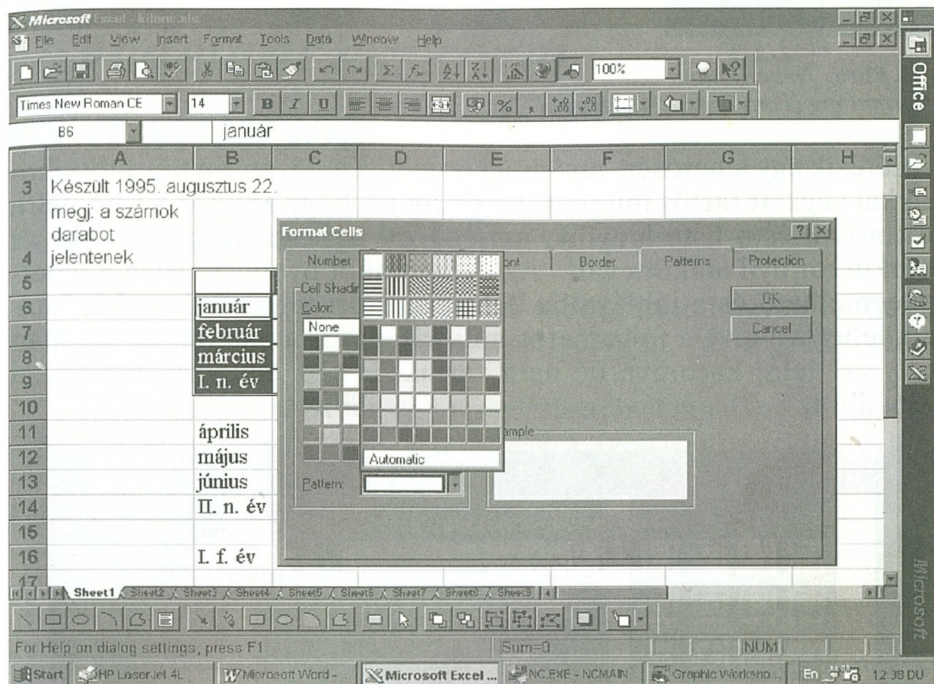 Microsoft Excel - kiterm.xls
File Edit View Insert Format Tools Data Window Help
100%
Times New Roman CE 14 B I U
B6 január
A B C D E F G H
3 Készült 1995. augusztus 22.
megj: a számok
darabot
4 jelentenek
5
6 január
7 február
8 március
9 I. n. év
10
11 április
12 május
13 június
14 II. n. év
15
16 I. f. év
17
Format Cells
Number ont Border Patterns Protection
Cell Shadin
Color:
None
OK
Cancel
Automatic
Pattern:
ample
Sheet1 Sheet2 Sheet3 Sheet4 Sheet5 Sheet6 Sheet7 Sheet8 Sheet9
For Help on dialog settings, press F1 Sum=0 NUM
Start HP LaserJet 4L Microsoft Word - Microsoft Excel ... NC.EXE - NCMAIN Graphic Worksho... En 12:38 DU
Office
Microsoft